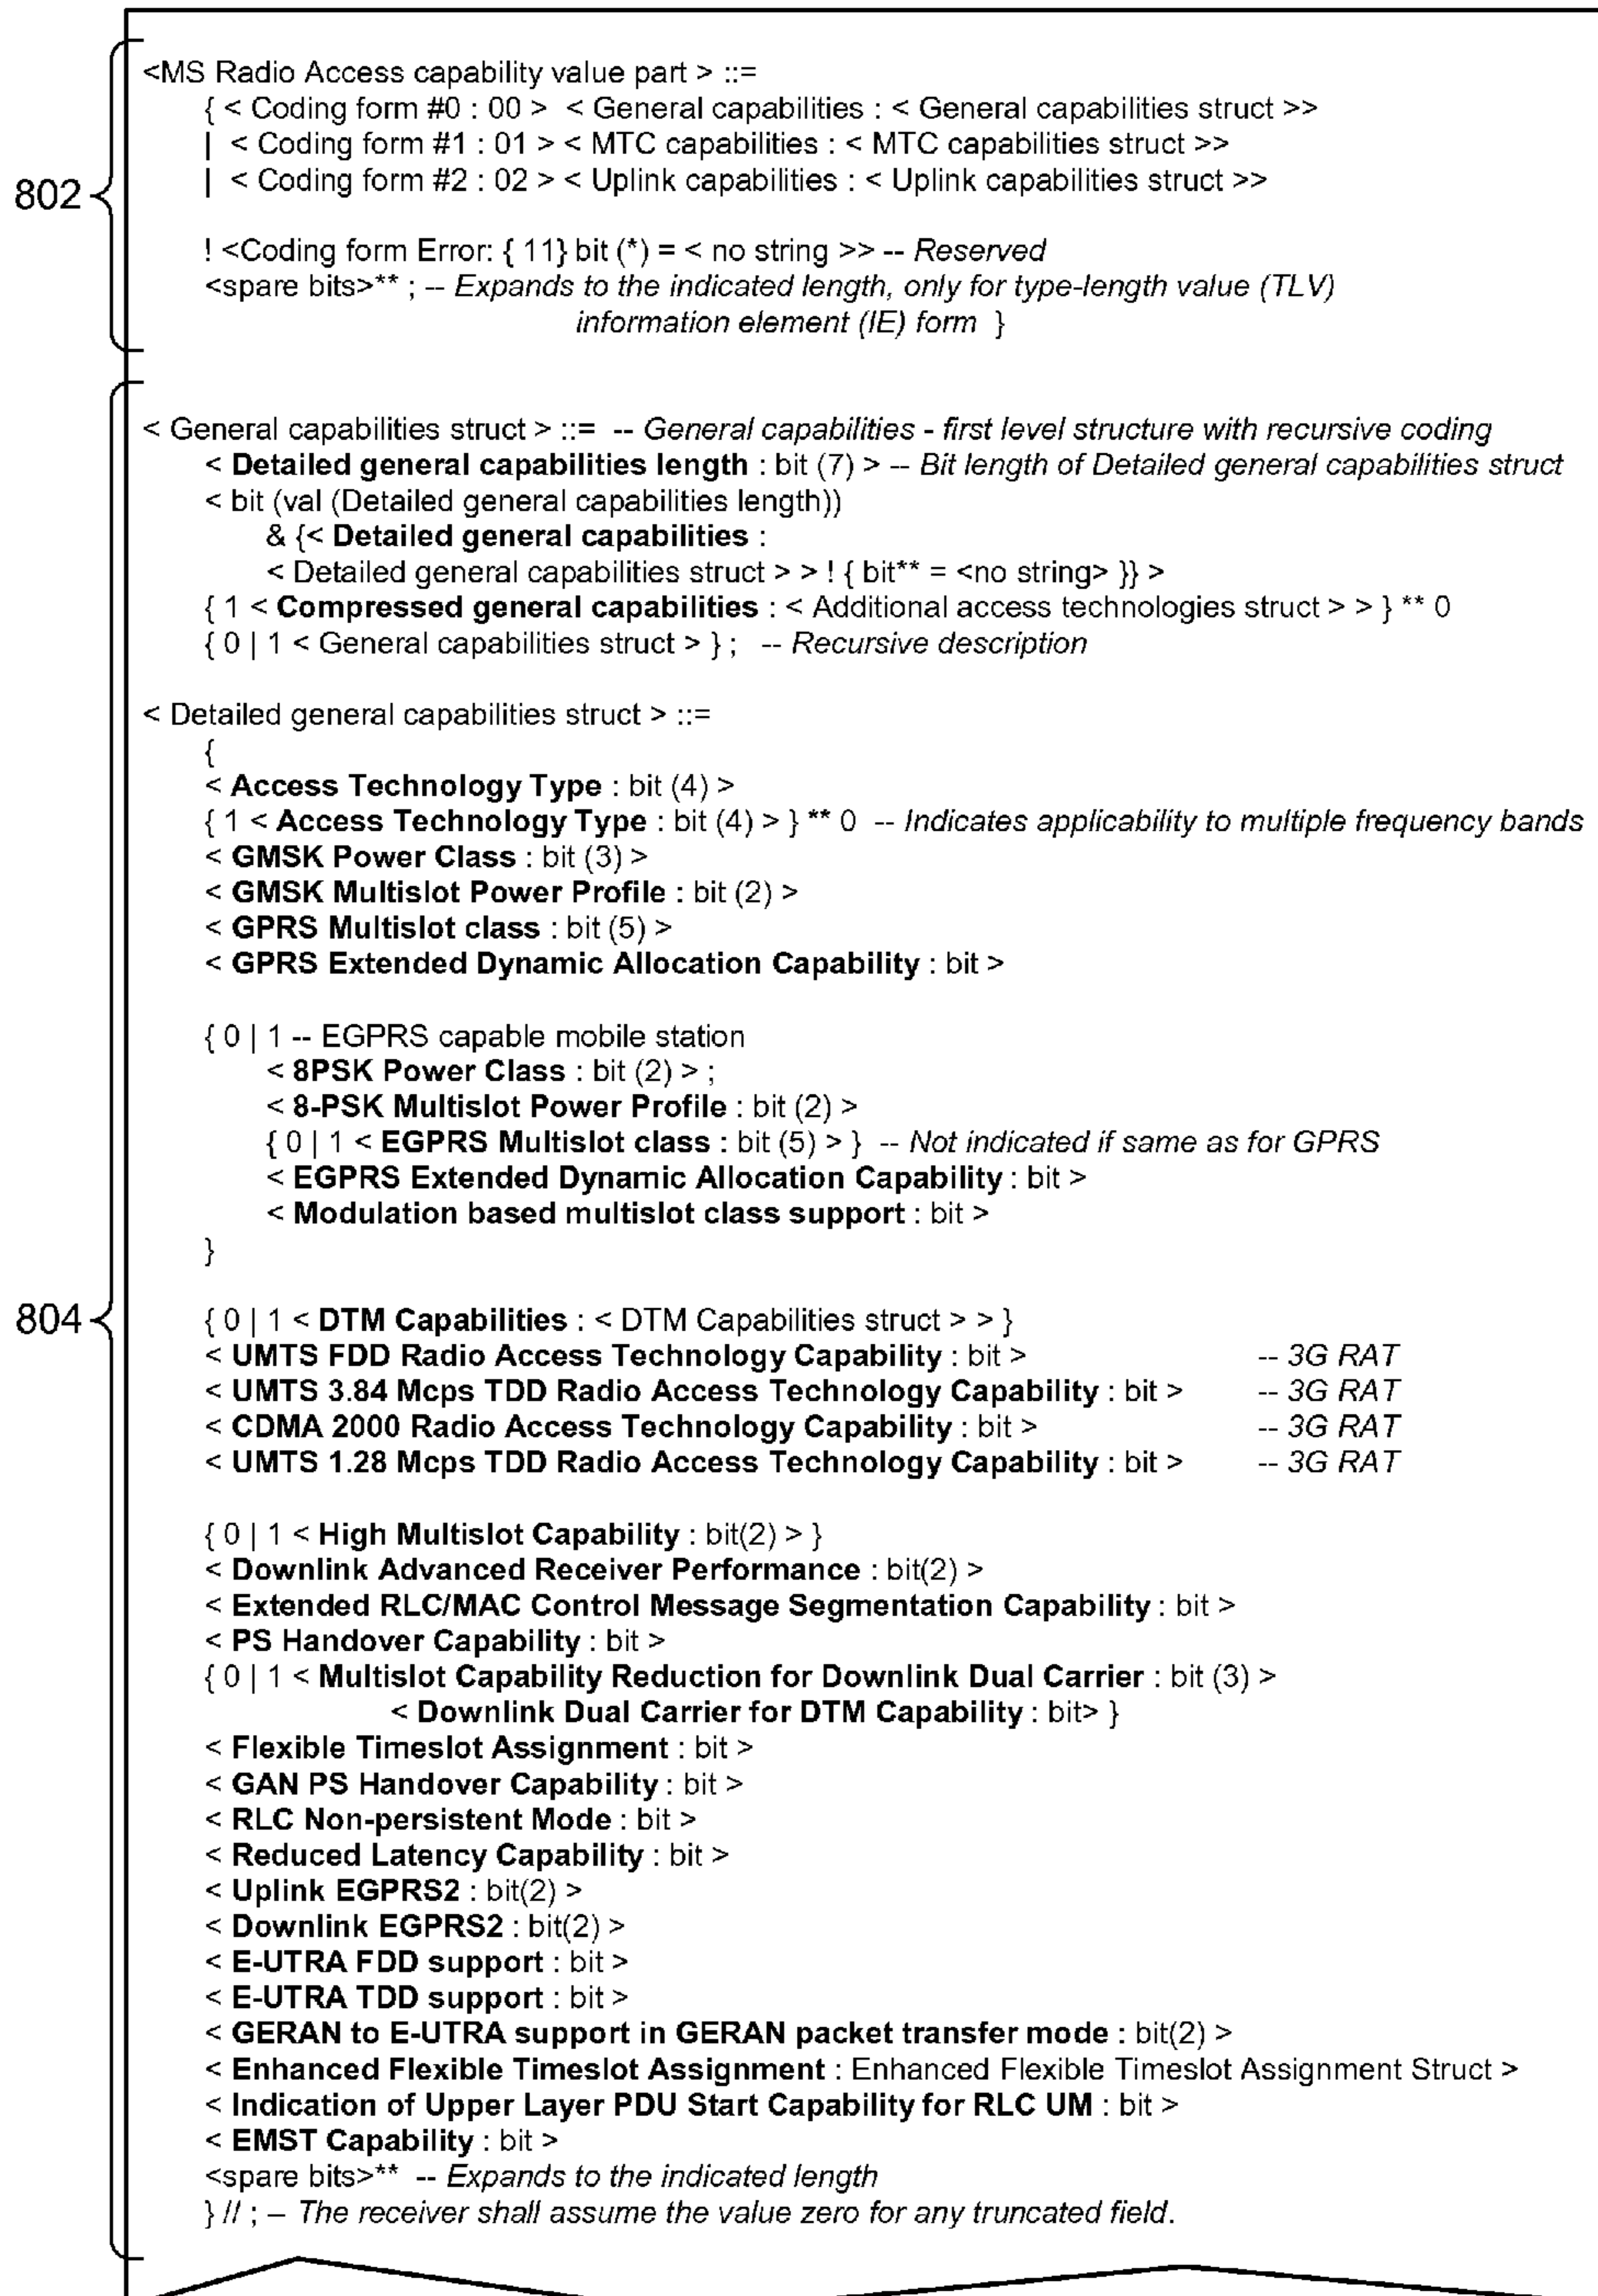 <MS Radio Access capability value part > ::=
{ < Coding form #0 : 00 > < General capabilities : < General capabilities struct >>
| < Coding form #1 : 01 > < MTC capabilities : < MTC capabilities struct >>
| < Coding form #2 : 02 > < Uplink capabilities : < Uplink capabilities struct >>
802
! <Coding form Error: { 11} bit (*) = < no string >> -- Reserved
<spare bits>** ; -- Expands to the indicated length, only for type-length value (TLV)
information element (IE) form }
< General capabilities struct > ::= -- General capabilities - first level structure with recursive coding
< Detailed general capabilities length : bit (7) > -- Bit length of Detailed general capabilities struct
< bit (val (Detailed general capabilities length))
& {< Detailed general capabilities :
< Detailed general capabilities struct > > ! { bit** = <no string> }} >
{ 1 < Compressed general capabilities : < Additional access technologies struct > > } ** 0
{ 0 | 1 < General capabilities struct > } ; -- Recursive description
< Detailed general capabilities struct > ::=
{
< Access Technology Type : bit (4) >
{ 1 < Access Technology Type : bit (4) > } ** 0 -- Indicates applicability to multiple frequency bands
< GMSK Power Class : bit (3) >
< GMSK Multislot Power Profile : bit (2) >
< GPRS Multislot class : bit (5) >
< GPRS Extended Dynamic Allocation Capability : bit >
{ 0 | 1 -- EGPRS capable mobile station
< 8PSK Power Class : bit (2) > ;
< 8-PSK Multislot Power Profile : bit (2) >
{ 0 | 1 < EGPRS Multislot class : bit (5) > } -- Not indicated if same as for GPRS
< EGPRS Extended Dynamic Allocation Capability : bit >
< Modulation based multislot class support : bit >
}
804
{ 0 | 1 < DTM Capabilities : < DTM Capabilities struct > > }
< UMTS FDD Radio Access Technology Capability : bit > -- 3G RAT
< UMTS 3.84 Mcps TDD Radio Access Technology Capability : bit > -- 3G RAT
< CDMA 2000 Radio Access Technology Capability : bit > -- 3G RAT
< UMTS 1.28 Mcps TDD Radio Access Technology Capability : bit > -- 3G RAT
{ 0 | 1 < High Multislot Capability : bit(2) > }
< Downlink Advanced Receiver Performance : bit(2) >
< Extended RLC/MAC Control Message Segmentation Capability : bit >
< PS Handover Capability : bit >
{ 0 | 1 < Multislot Capability Reduction for Downlink Dual Carrier : bit (3) >
< Downlink Dual Carrier for DTM Capability : bit> }
< Flexible Timeslot Assignment : bit >
< GAN PS Handover Capability : bit >
< RLC Non-persistent Mode : bit >
< Reduced Latency Capability : bit >
< Uplink EGPRS2 : bit(2) >
< Downlink EGPRS2 : bit(2) >
< E-UTRA FDD support : bit >
< E-UTRA TDD support : bit >
< GERAN to E-UTRA support in GERAN packet transfer mode : bit(2) >
< Enhanced Flexible Timeslot Assignment : Enhanced Flexible Timeslot Assignment Struct >
< Indication of Upper Layer PDU Start Capability for RLC UM : bit >
< EMST Capability : bit >
<spare bits>** -- Expands to the indicated length
} // ; – The receiver shall assume the value zero for any truncated field.